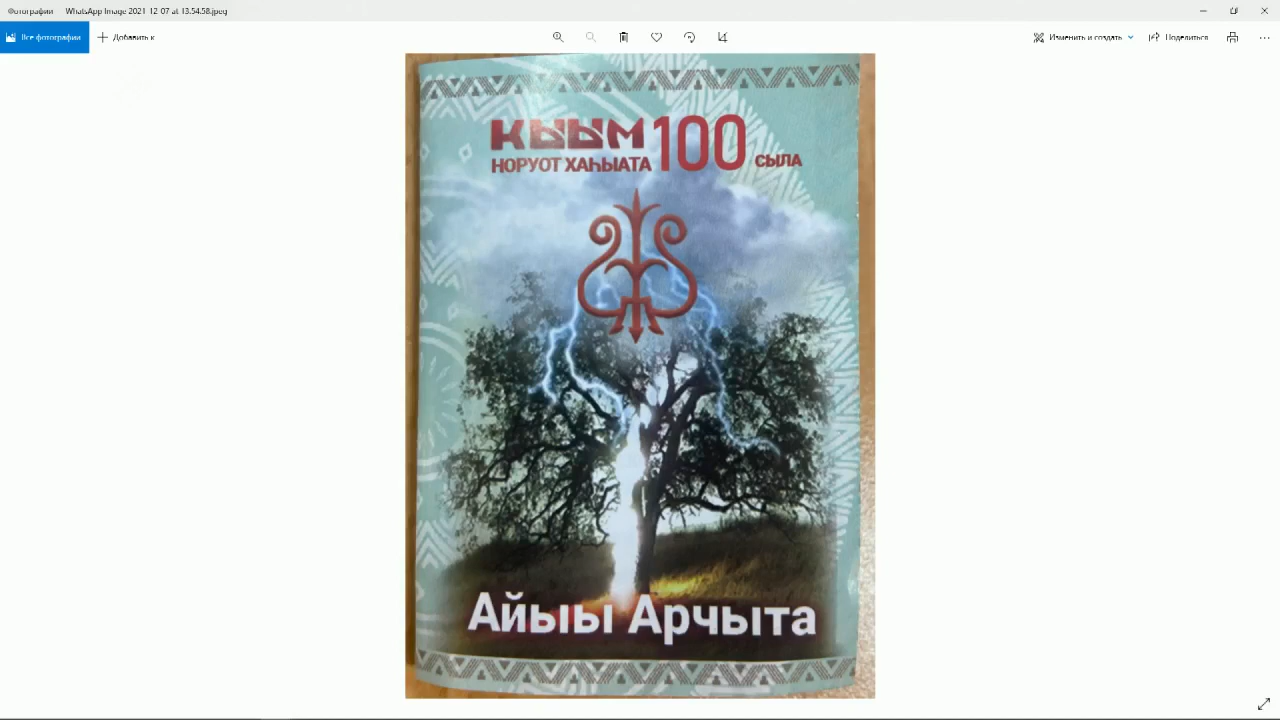 Фотографии - WhatsApp Image 2021-12-07 at 13.54.58.jpeg
Все фотографии
Добавить к
Изменить и создать
Поделиться
КЫЫМ 100
НОРУОТ ХАҺЫАТА
СЫЛА
Айыы Арчыта